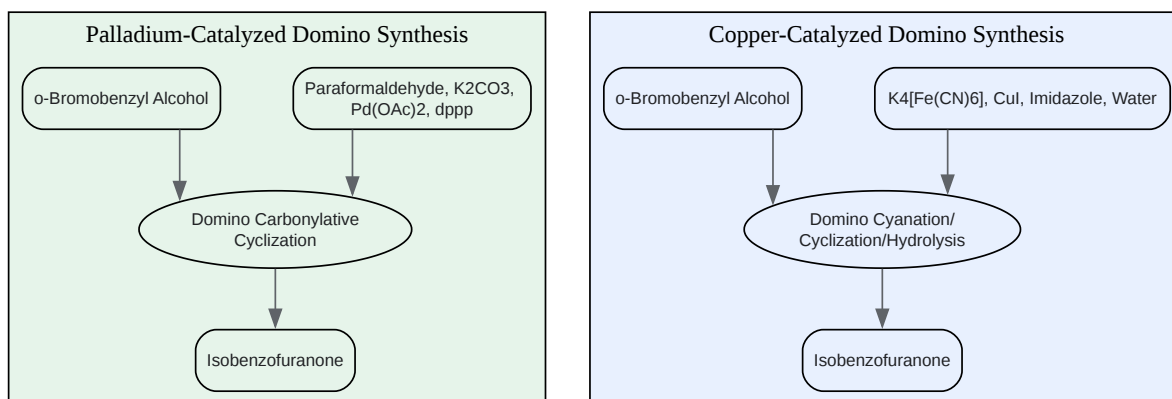 Palladium-Catalyzed Domino Synthesis
o-Bromobenzyl Alcohol
Paraformaldehyde, K2CO3,
Pd(OAc)2, dppp
Domino Carbonylative
Cyclization
Isobenzofuranone
Copper-Catalyzed Domino Synthesis
o-Bromobenzyl Alcohol
K4[Fe(CN)6], CuI, Imidazole, Water
Domino Cyanation/
Cyclization/Hydrolysis
Isobenzofuranone